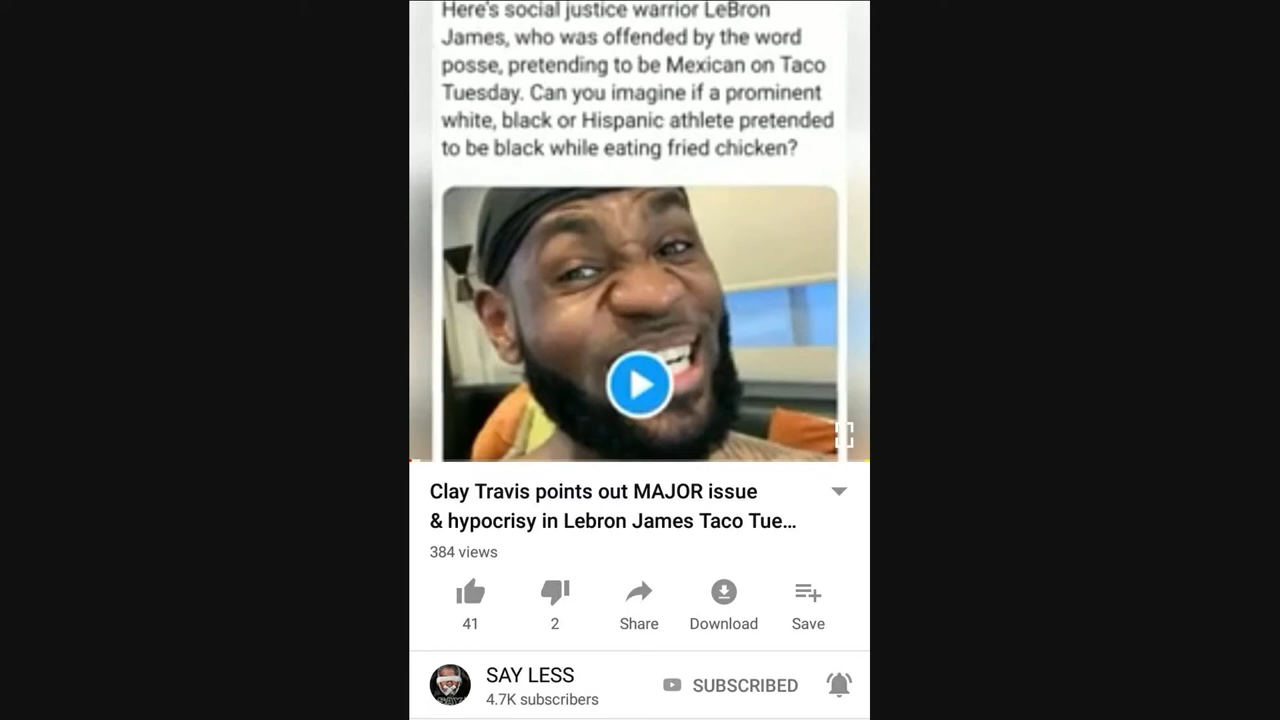 Here's social justice warrior LeBron
James, who was offended by the word
posse, pretending to be Mexican on Taco
Tuesday. Can you imagine if a prominent
white, black or Hispanic athlete pretended
to be black while eating fried chicken?
Clay Travis points out MAJOR issue
& hypocrisy in Lebron James Taco Tue...
384 views
41
2
Share
Download
Save
SAY LESS
SUBSCRIBED
4.7K subscribers